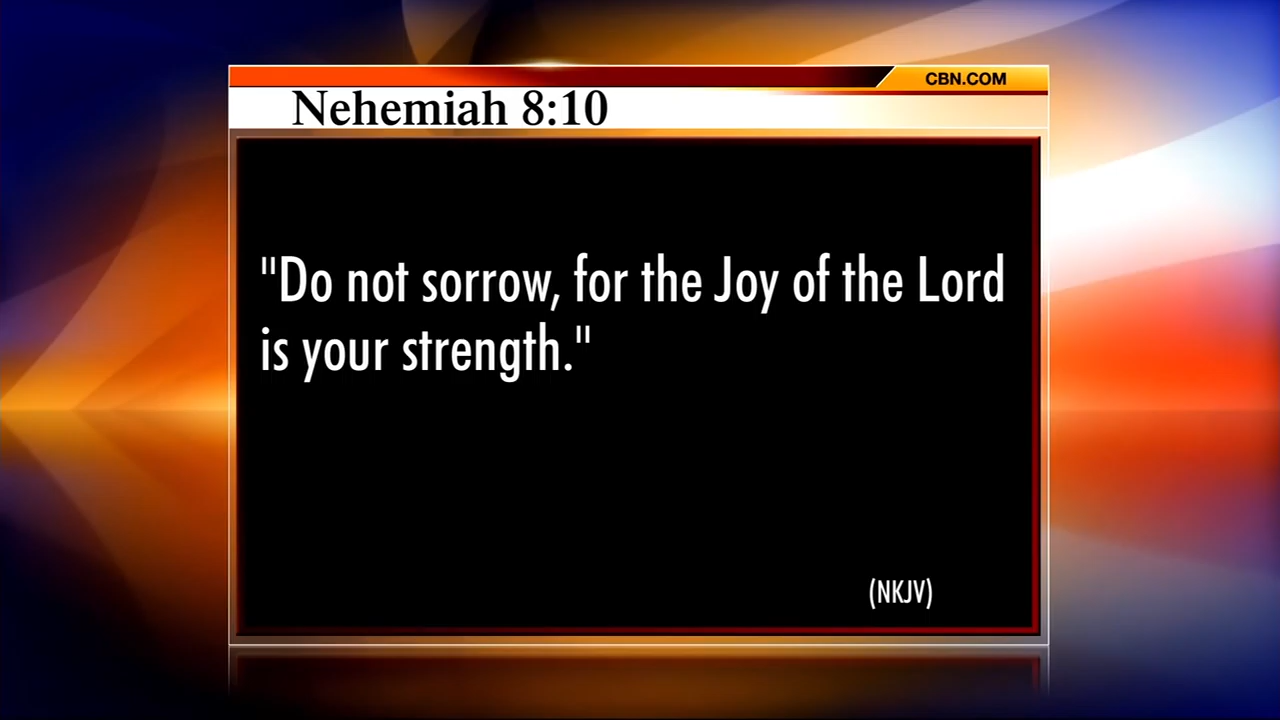 CBN.COM
Nehemiah 8:10
"Do not sorrow, for the Joy of the Lord
is your strength."
(NKJV)